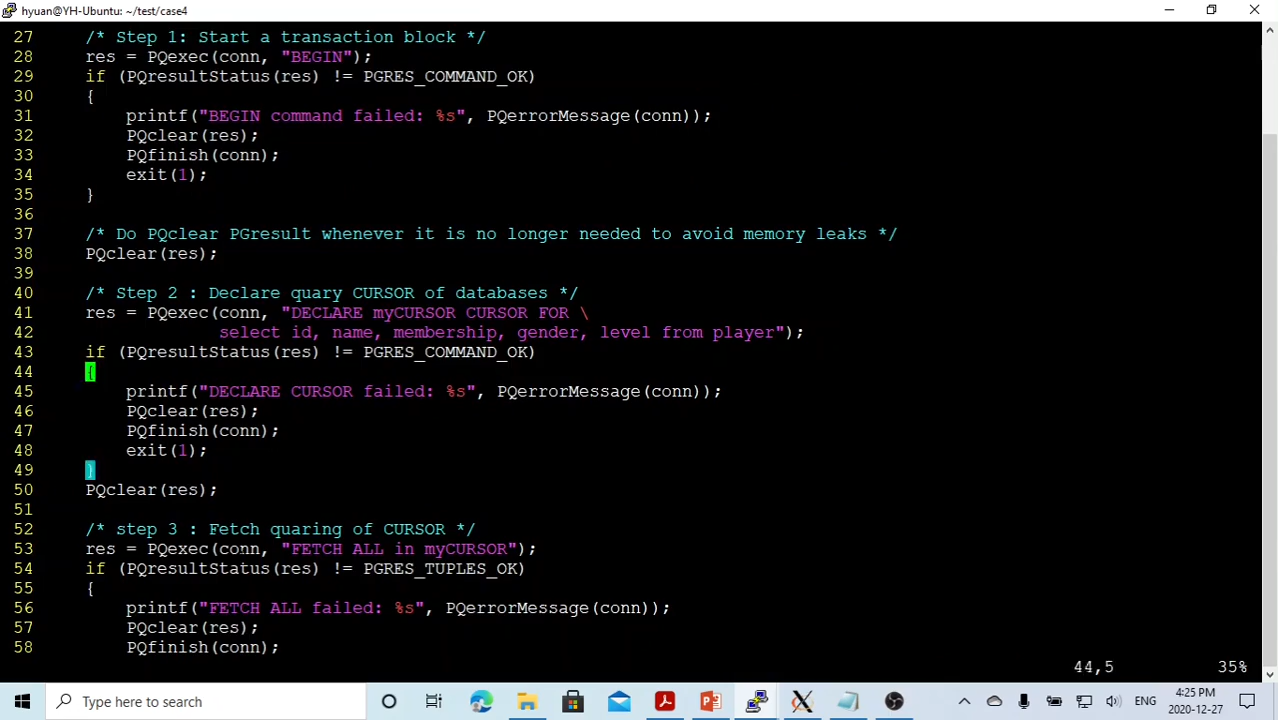 hyuan@YH-Ubuntu: ~/test/case4
27 /* Step 1: Start a transaction block */
28 res = PQexec(conn, "BEGIN");
29 if (PQresultStatus(res) != PGRES_COMMAND_OK)
30 {
31 printf("BEGIN command failed: %s", PQerrorMessage(conn));
32 PQclear(res);
33 PQfinish(conn);
34 exit(1);
35 }
36
37 /* Do PQclear PGresult whenever it is no longer needed to avoid memory leaks */
38 PQclear(res);
39
40 /* Step 2 : Declare quary CURSOR of databases */
41 res = PQexec(conn, "DECLARE myCURSOR CURSOR FOR \
42 select id, name, membership, gender, level from player");
43 if (PQresultStatus(res) != PGRES_COMMAND_OK)
44 {
45 printf("DECLARE CURSOR failed: %s", PQerrorMessage(conn));
46 PQclear(res);
47 PQfinish(conn);
48 exit(1);
49 }
50 PQclear(res);
51
52 /* step 3 : Fetch quaring of CURSOR */
53 res = PQexec(conn, "FETCH ALL in myCURSOR");
54 if (PQresultStatus(res) != PGRES_TUPLES_OK)
55 {
56 printf("FETCH ALL failed: %s", PQerrorMessage(conn));
57 PQclear(res);
58 PQfinish(conn);
44,5 35%
Type here to search
ENG
4:25 PM
2020-12-27